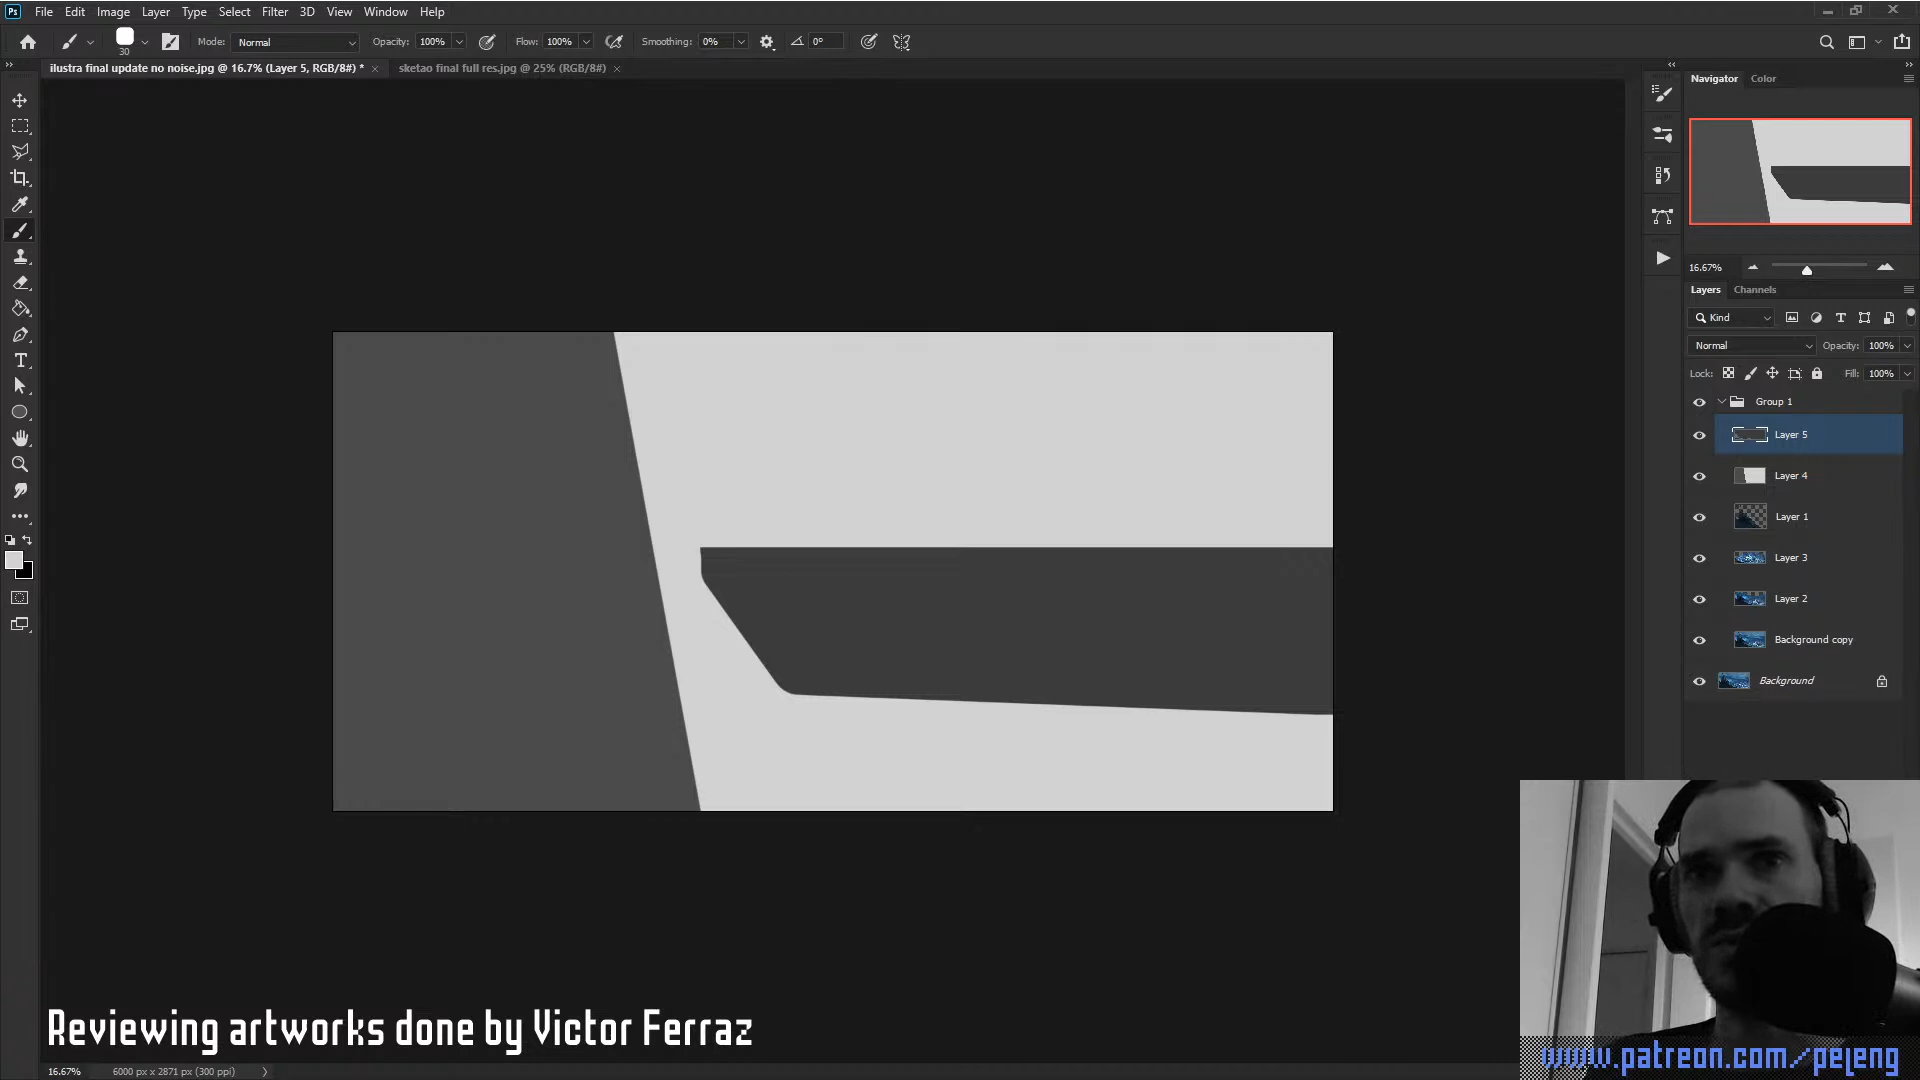 Ps File Edit Image Layer Type Select Filter 3D View Window Help
30 Mode: Normal Opacity: 100% Flow: 100% Smoothing: 0% 0°
ilustra final update no noise.jpg @ 16.7% (Layer 5, RGB/8#) * × sketao final full res.jpg @ 25% (RGB/8#) ×
Navigator Color
16.67%
Layers Channels
Kind
Normal Opacity: 100%
Lock: Fill: 100%
Group 1
Layer 5
Layer 4
Layer 1
Layer 3
Layer 2
Background copy
Background
Reviewing artworks done by Victor Ferraz
www.patreon.com/peleng
16.67% 6000 px x 2871 px (300 ppi)